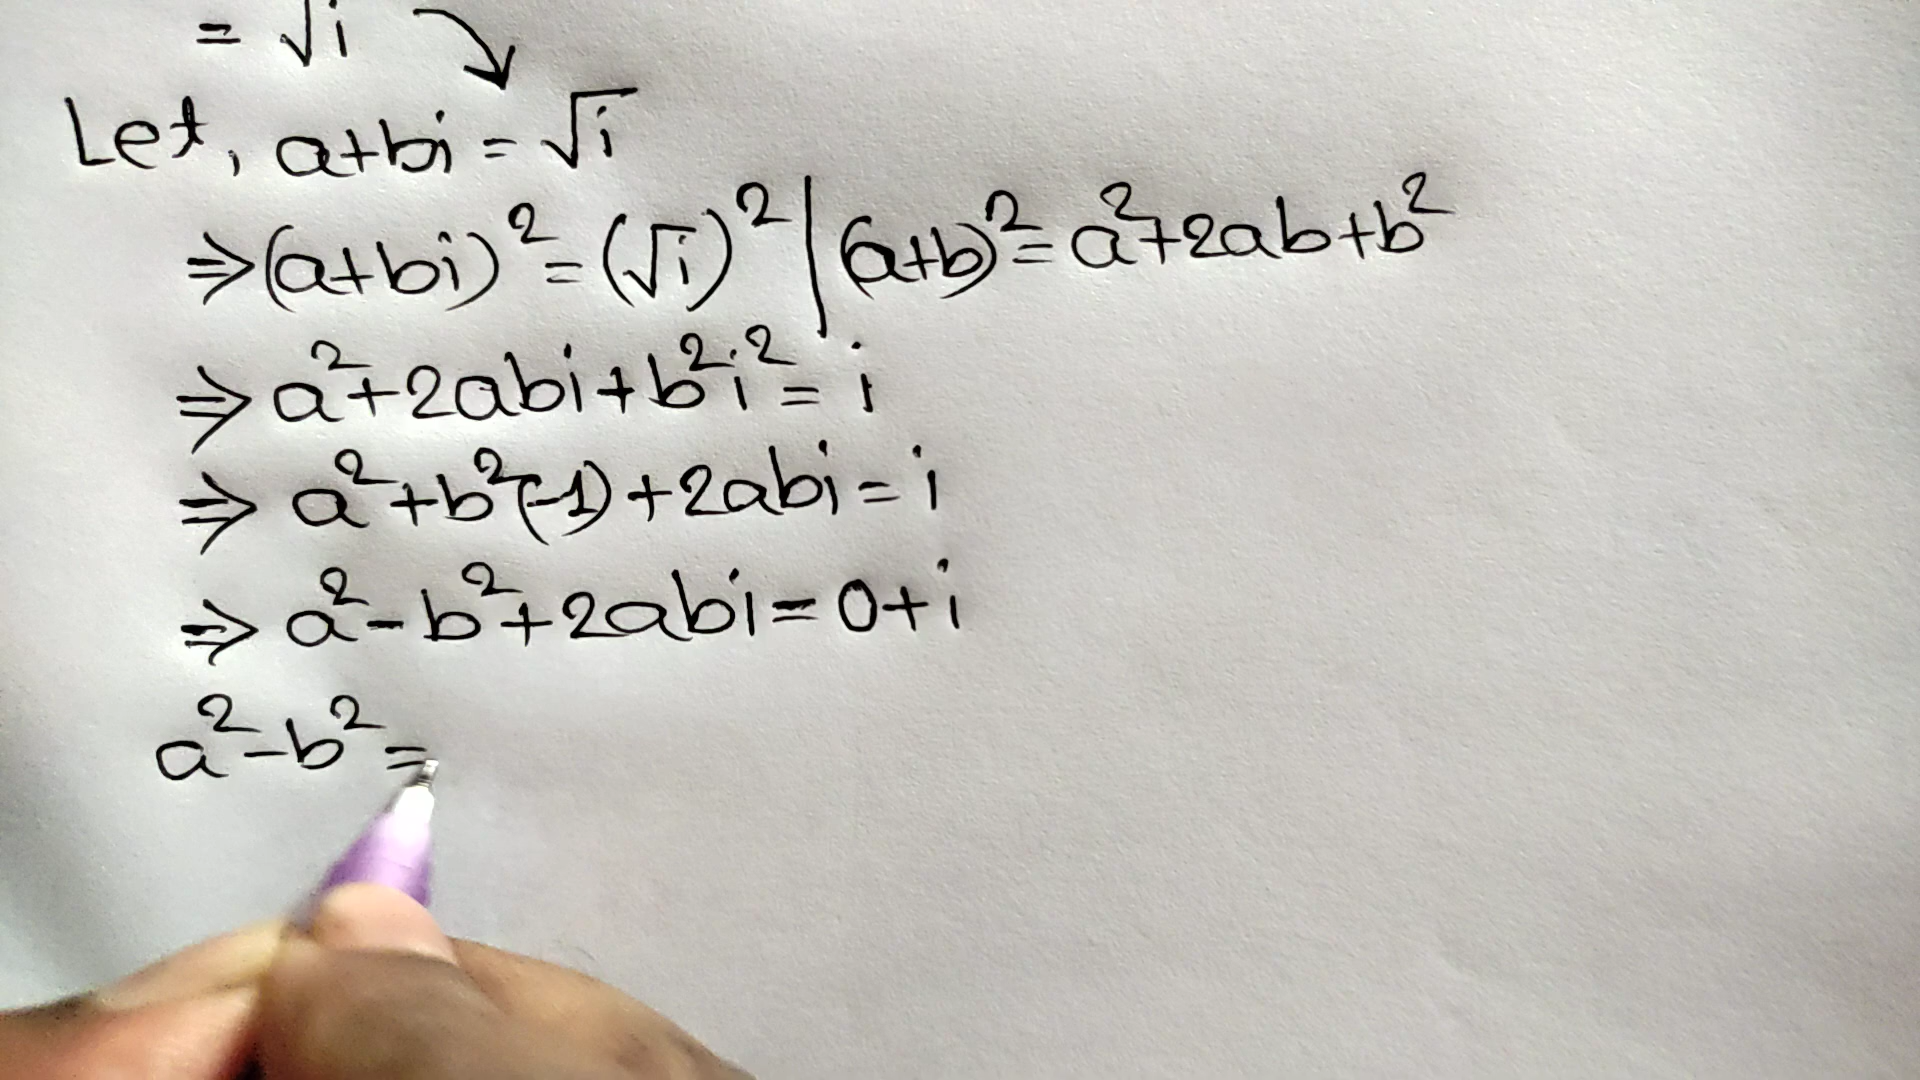 = √i
Let, a+bi = √i
⇒(a+bi)² = (√i)² | (a+b)² = a²+2ab+b²
⇒ a²+2abi+b²i² = i
⇒ a²+b²(-1)+2abi = i
⇒ a²-b²+2abi = 0+i
a²-b² =